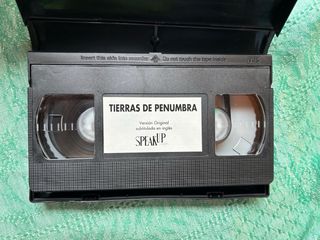 Insert this side into recorder
Do not touch the tape inside
VHS
TIERRAS DE PENUMBRA
Versión Original
subtitulada en inglés
SPEAK UP